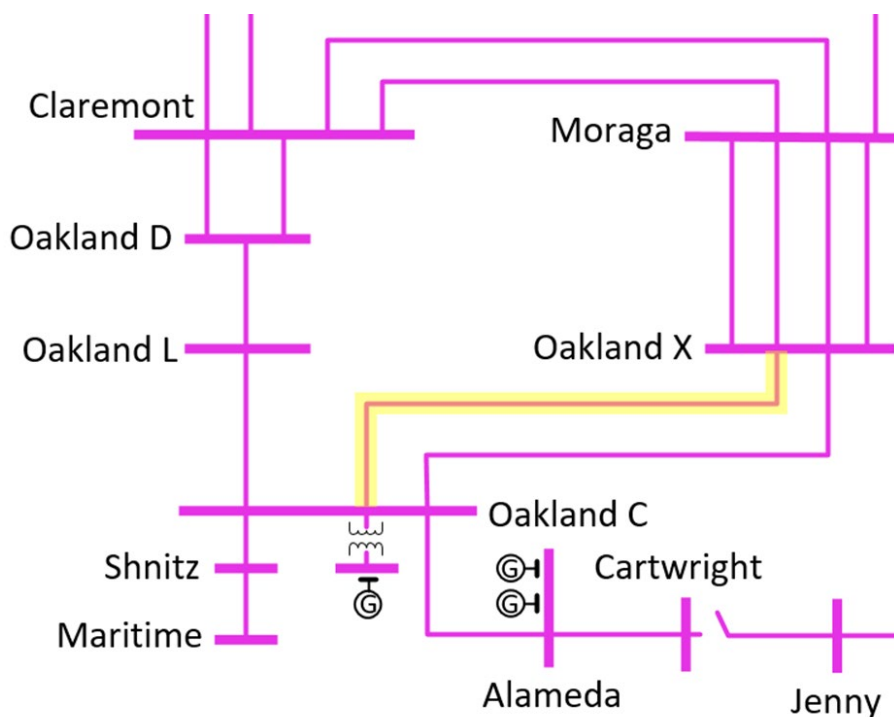 Claremont
Moraga
Oakland D
Oakland L
Oakland X
Oakland C
Shnitz
G
G
Cartwright
G
Maritime
Alameda
Jenny